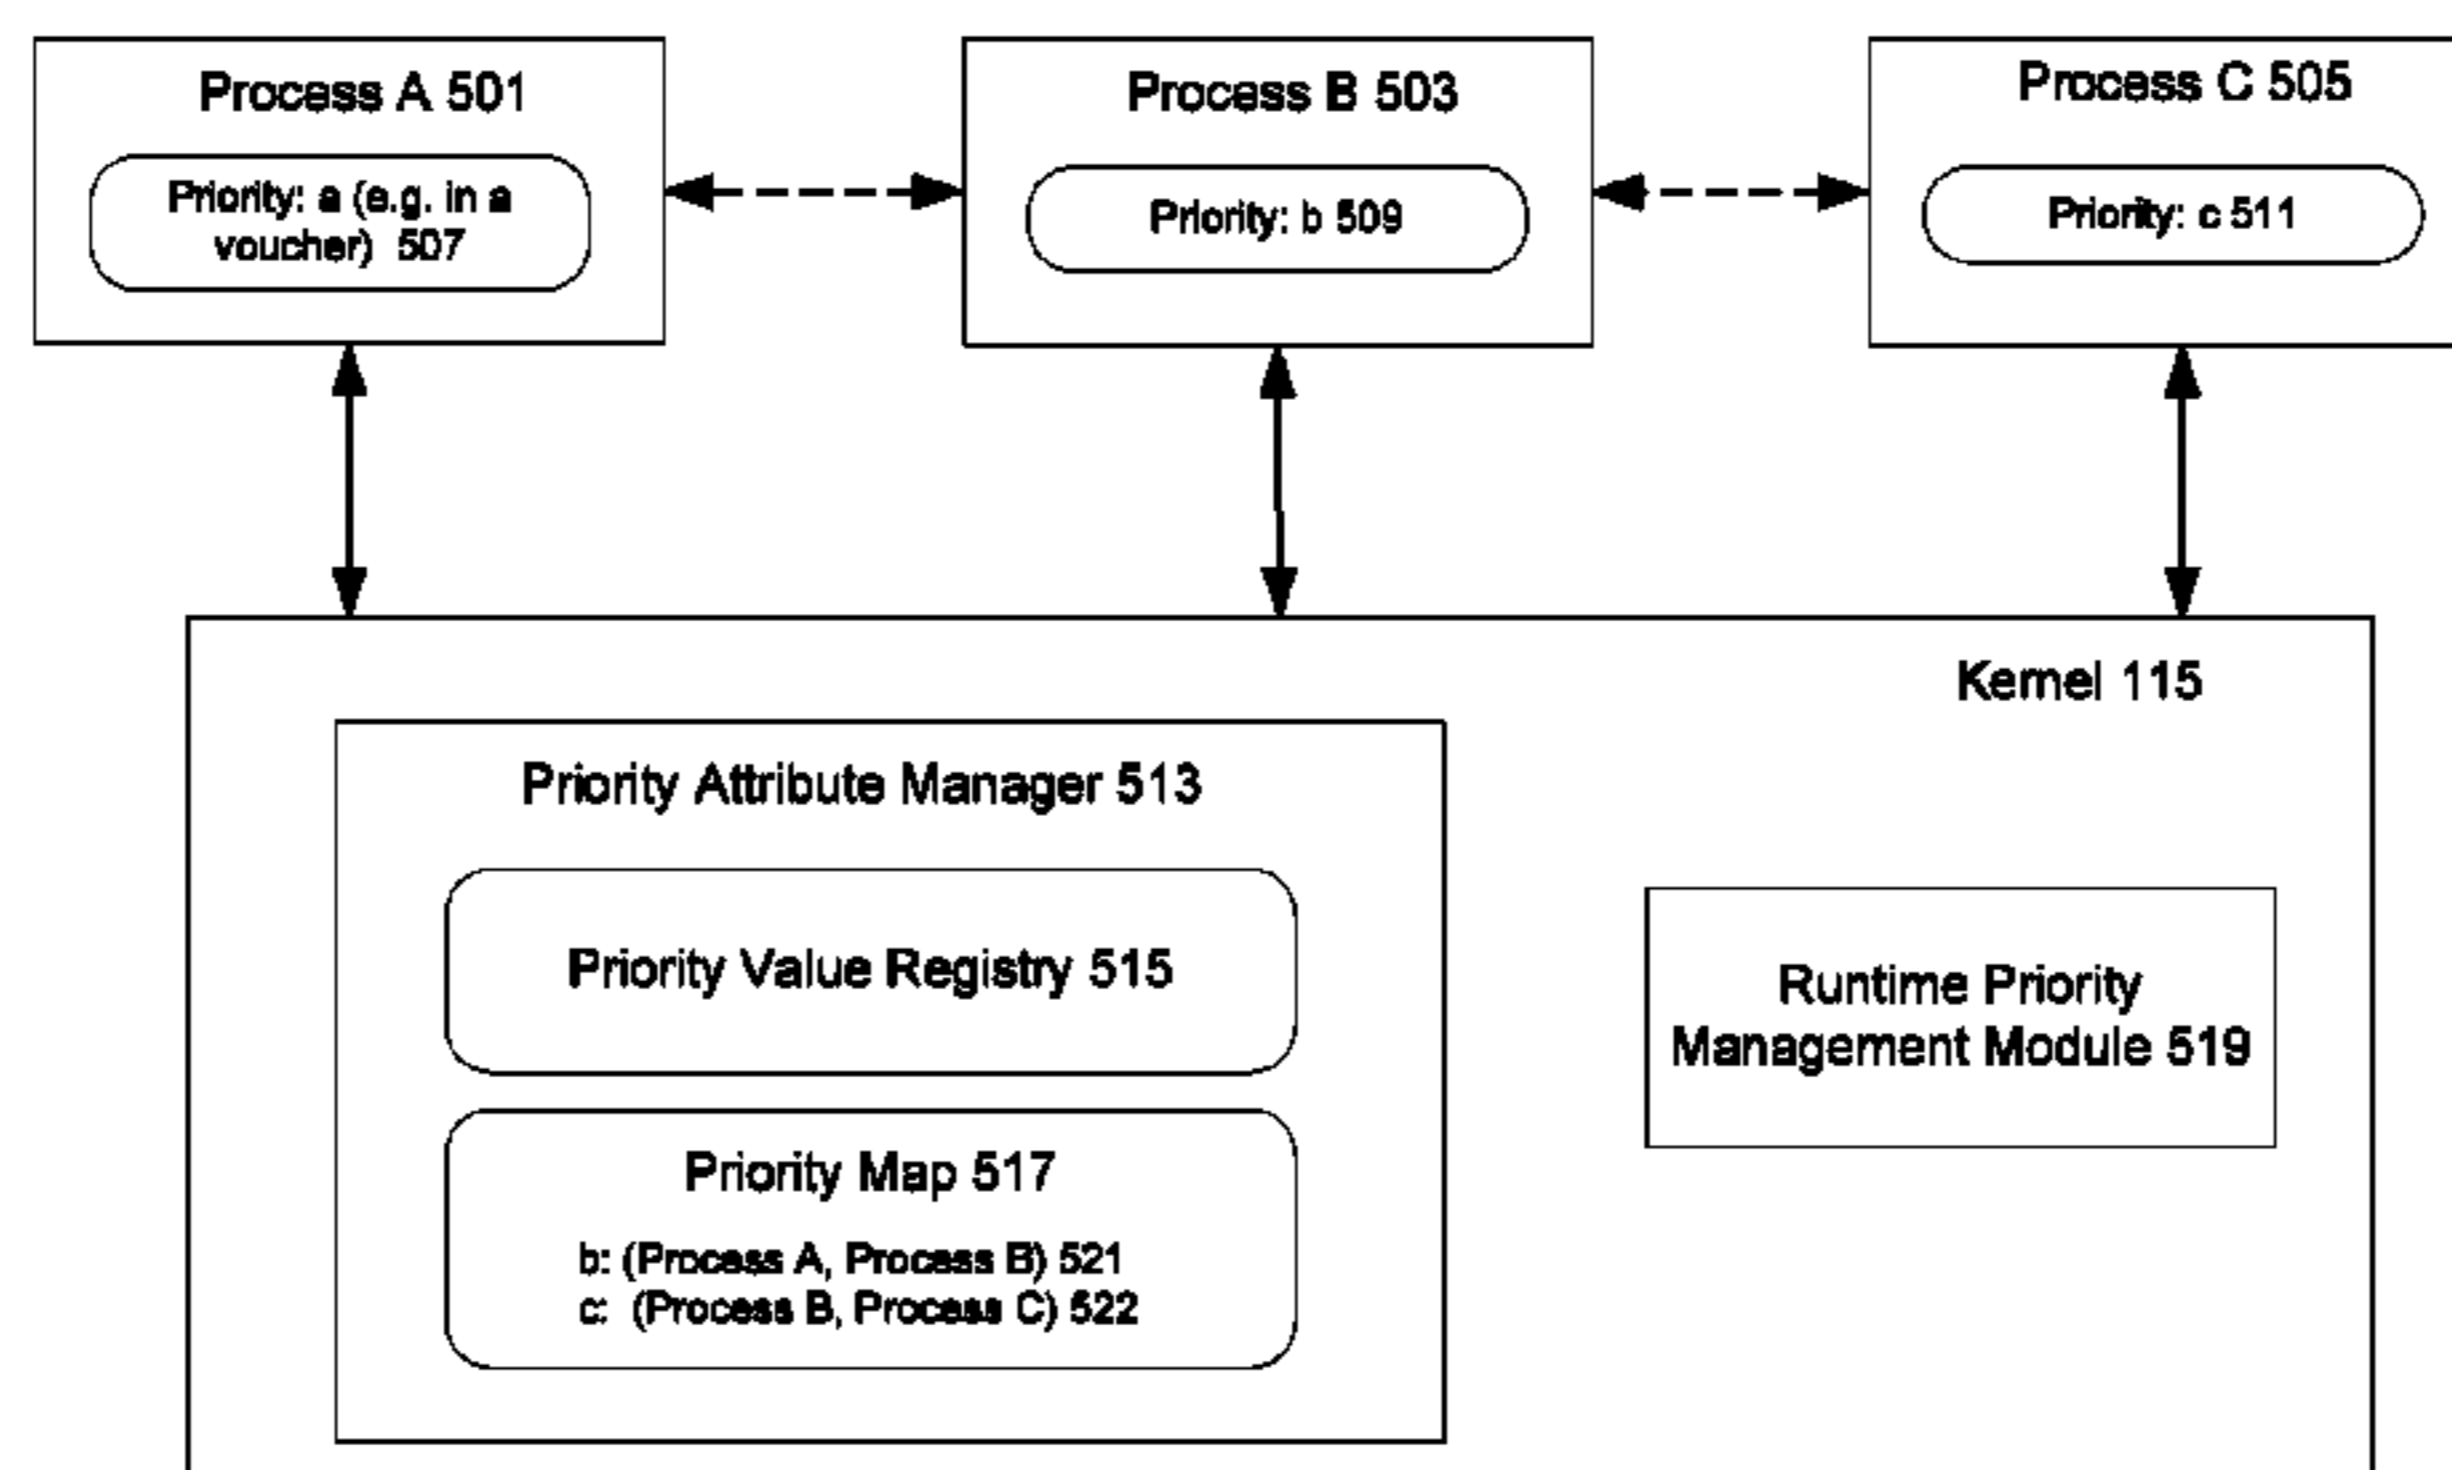 Process A 501
Priority: a (e.g. in a
voucher) 507
Process B 503
Priority: b 509
Process C 505
Priority: c 511
Kernel 115
Priority Attribute Manager 513
Priority Value Registry 515
Priority Map 517
b: (Process A, Process B) 521
c: (Process B, Process C) 522
Runtime Priority
Management Module 519